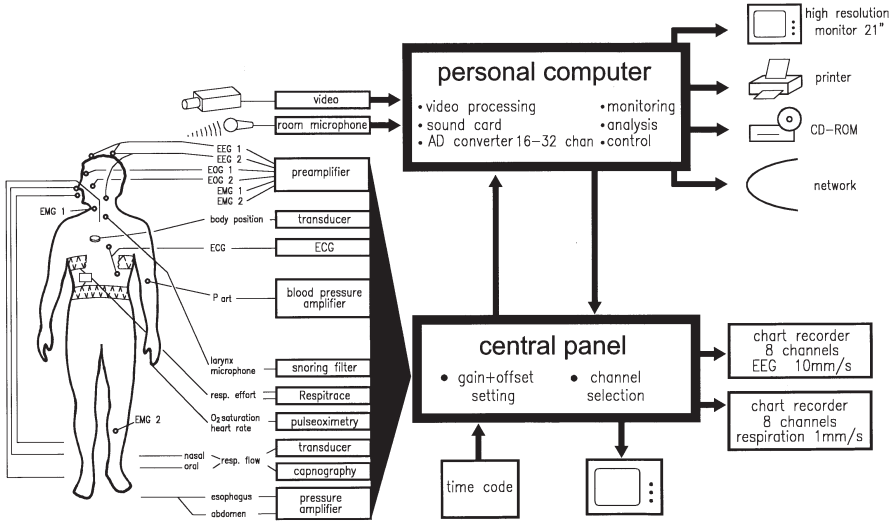 high resolution
monitor 21"
personal computer
• video processing
• sound card
• AD converter 16-32 chan
• monitoring
• analysis
• control
printer
CD-ROM
network
video
room microphone
EEG 1
EEG 2
EOG 1
EOG 2
EMG 1
EMG 2
preamplifier
EMG 1
body position
transducer
ECG
ECG
P art
blood pressure
amplifier
larynx
microphone
snoring filter
resp. effort
Respitrace
O2saturation
heart rate
pulseoximetry
EMG 2
nasal
oral
resp. flow
transducer
capnography
esophagus
abdomen
pressure
amplifier
central panel
• gain+offset
setting
• channel
selection
chart recorder
8 channels
EEG 10mm/s
chart recorder
8 channels
respiration 1mm/s
time code